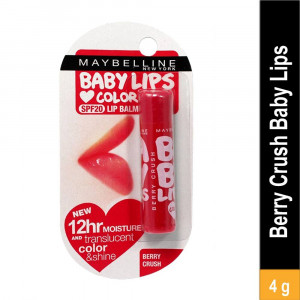 MAYBELLINE
NEW YORK
BABY LIPS
COLOR
SPF20 LIP BALM
NEW
12hr MOISTURE
AND translucent
color
&shine
BERRY CRUSH
BERRY
CRUSH
Berry Crush Baby Lips
4 g